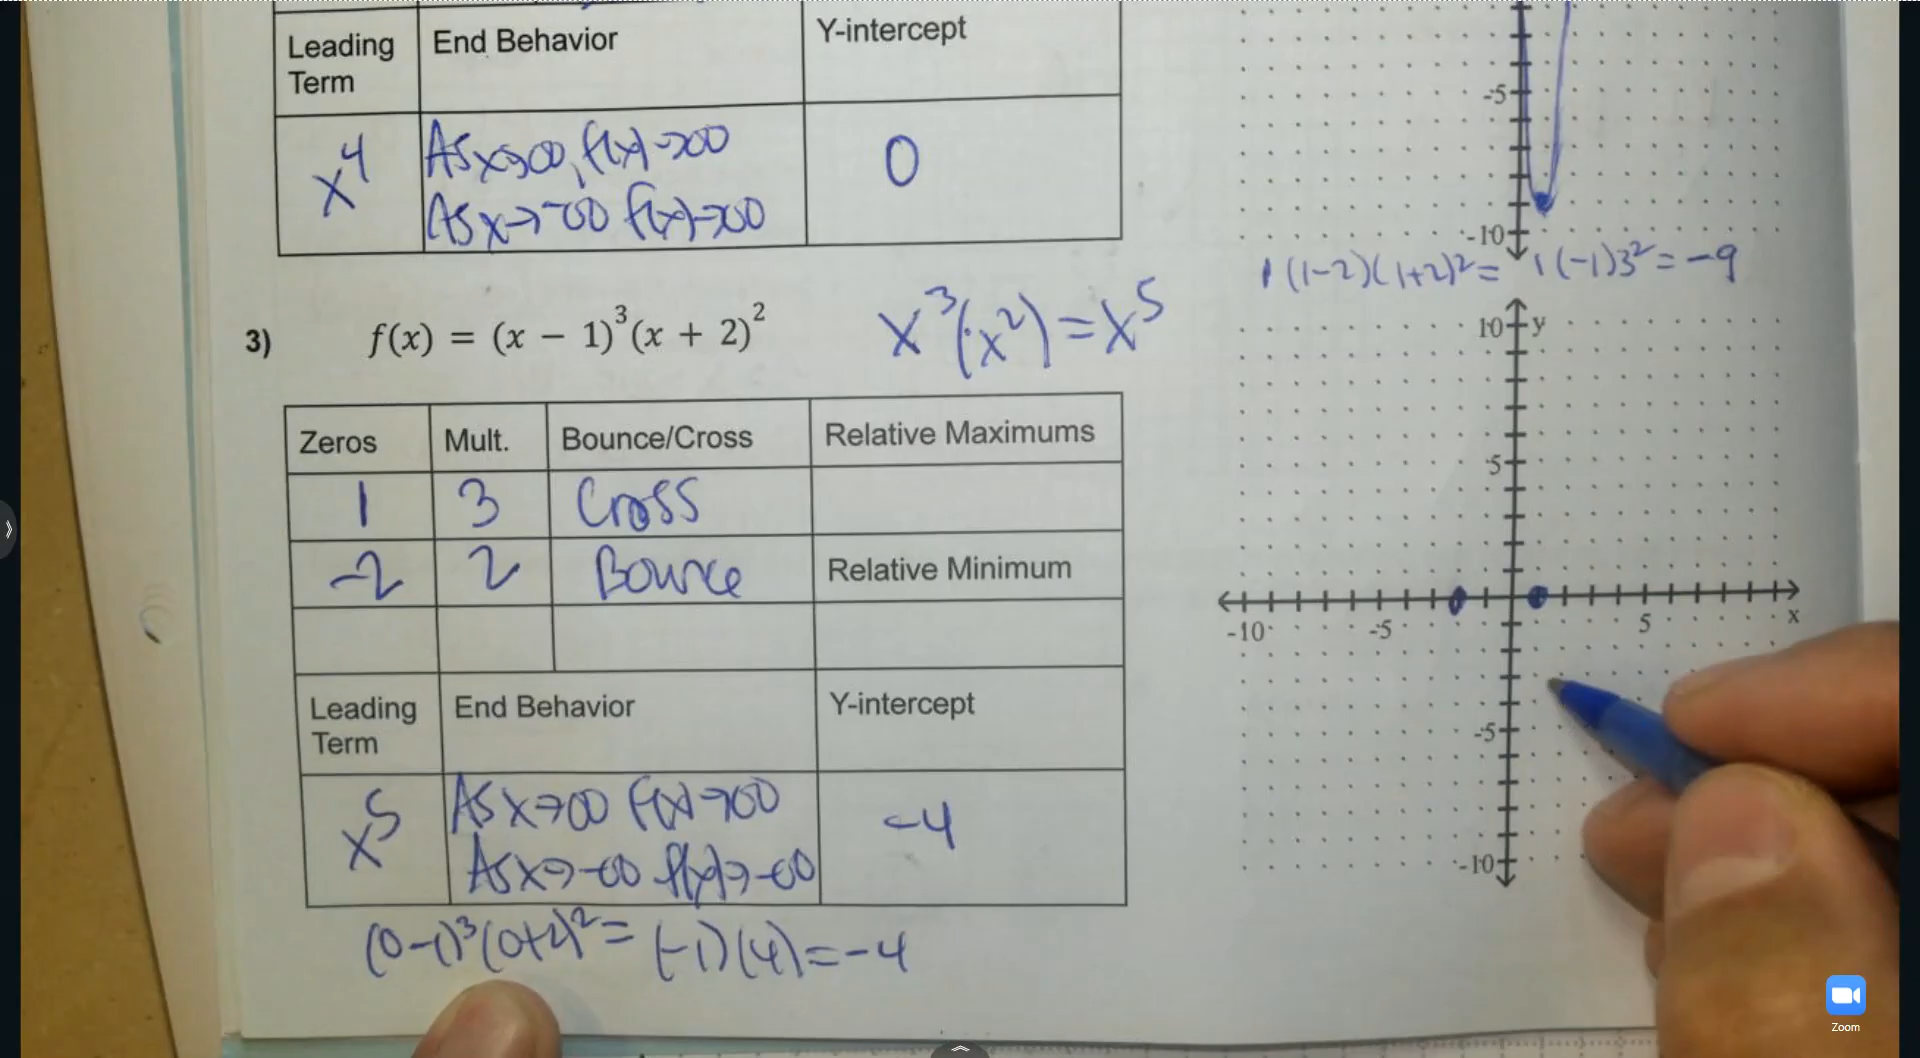 Leading Term
End Behavior
Y-intercept
x⁴
As x→∞, f(x)→∞
As x→-∞ f(x)→∞
0
-5
-10
1(1-2)(1+2)²= 1(-1)3²=-9
3) f(x) = (x − 1)³(x + 2)²
x³(x²)=x⁵
Zeros
Mult.
Bounce/Cross
Relative Maximums
1
3
Cross
-2
2
Bounce
Relative Minimum
Leading Term
End Behavior
Y-intercept
x⁵
As x→∞ f(x)→∞
As x→-∞ f(x)→-∞
-4
(0-1)³(0+2)²= (-1)(4)=-4
10
y
5
-10
-5
5
x
-5
-10
Zoom